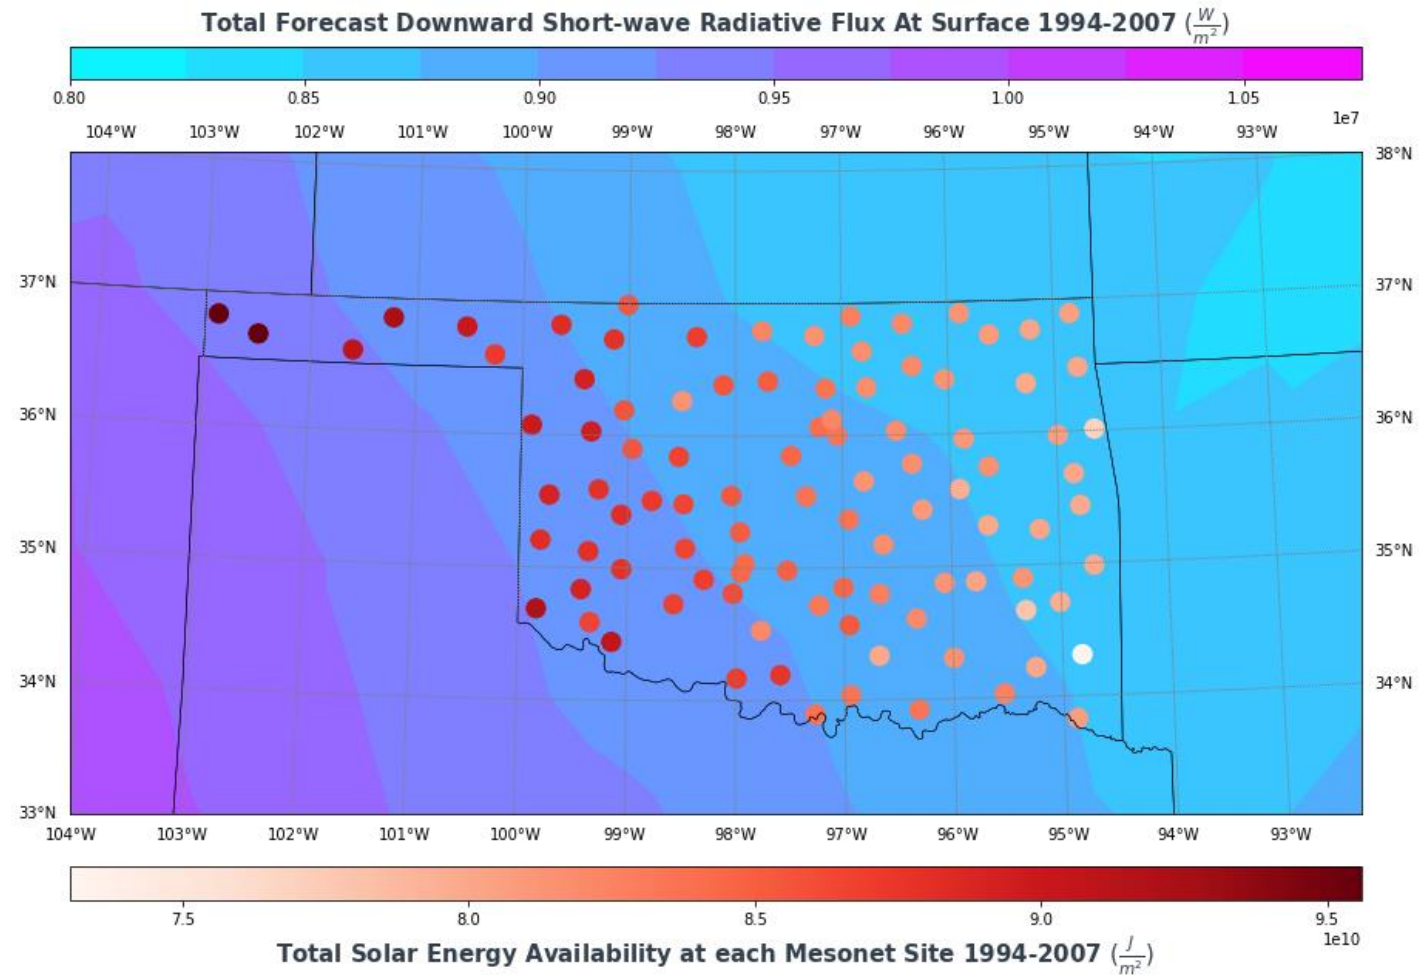 Total Forecast Downward Short-wave Radiative Flux At Surface 1994-2007 (W/m²)
0.80 0.85 0.90 0.95 1.00 1.05
1e7
104°W 103°W 102°W 101°W 100°W 99°W 98°W 97°W 96°W 95°W 94°W 93°W
38°N
37°N 37°N
36°N 36°N
35°N 35°N
34°N 34°N
33°N
104°W 103°W 102°W 101°W 100°W 99°W 98°W 97°W 96°W 95°W 94°W 93°W
7.5 8.0 8.5 9.0 9.5
1e10
Total Solar Energy Availability at each Mesonet Site 1994-2007 (J/m²)